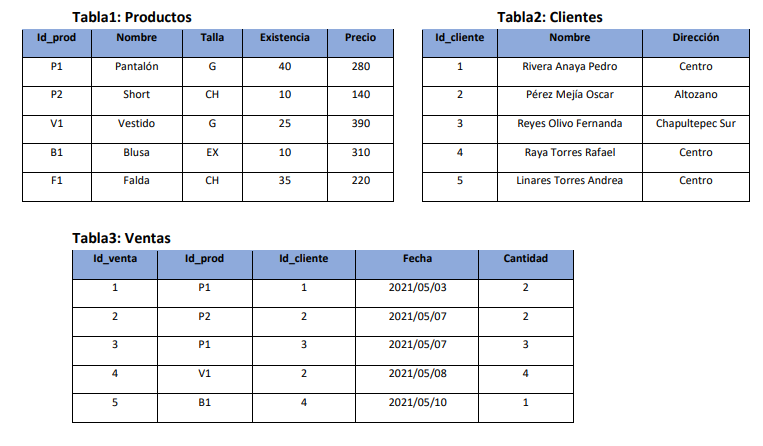 Tabla1: Productos
Id_prod Nombre Talla Existencia Precio
P1 Pantalón G 40 280
P2 Short CH 10 140
V1 Vestido G 25 390
B1 Blusa EX 10 310
F1 Falda CH 35 220
Tabla2: Clientes
Id_cliente Nombre Dirección
1 Rivera Anaya Pedro Centro
2 Pérez Mejía Oscar Altozano
3 Reyes Olivo Fernanda Chapultepec Sur
4 Raya Torres Rafael Centro
5 Linares Torres Andrea Centro
Tabla3: Ventas
Id_venta Id_prod Id_cliente Fecha Cantidad
1 P1 1 2021/05/03 2
2 P2 2 2021/05/07 2
3 P1 3 2021/05/07 3
4 V1 2 2021/05/08 4
5 B1 4 2021/05/10 1